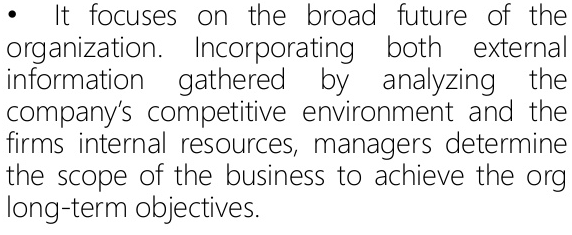 • It focuses on the broad future of the
organization. Incorporating both external
information gathered by analyzing the
company's competitive environment and the
firms internal resources, managers determine
the scope of the business to achieve the org
long-term objectives.